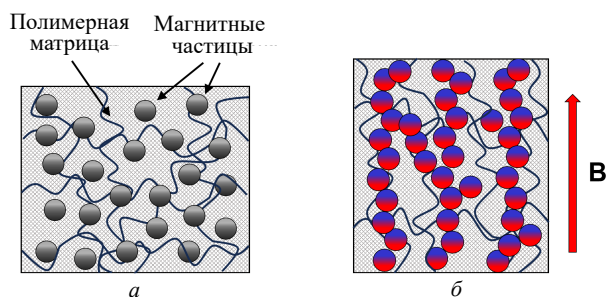 Полимерная
матрица
Магнитные
частицы
B
а
б